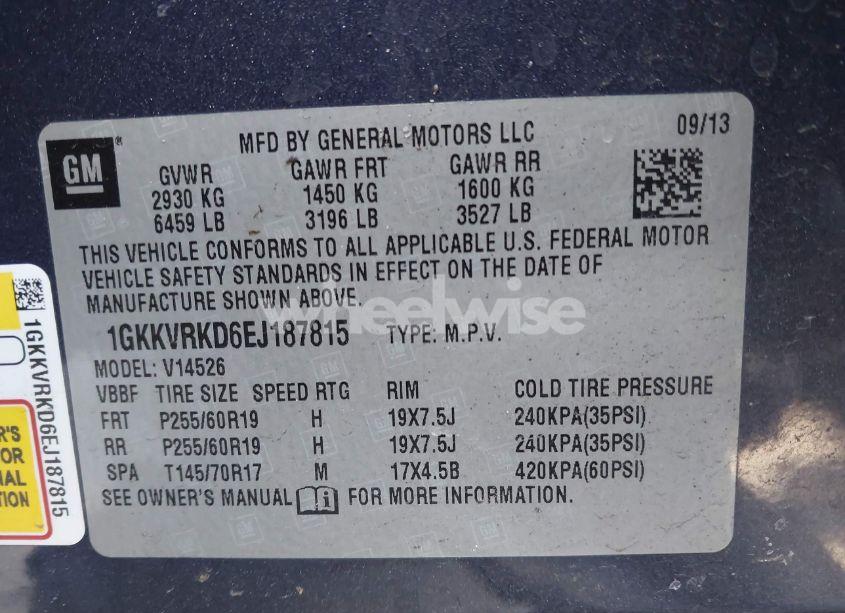 GM
MFD BY GENERAL MOTORS LLC 09/13
GVWR GAWR FRT GAWR RR
2930 KG 1450 KG 1600 KG
6459 LB 3196 LB 3527 LB
THIS VEHICLE CONFORMS TO ALL APPLICABLE U.S. FEDERAL MOTOR
VEHICLE SAFETY STANDARDS IN EFFECT ON THE DATE OF
MANUFACTURE SHOWN ABOVE.
wheelwise
1GKKVRKD6EJ187815 TYPE: M.P.V.
MODEL: V14526
VBBF TIRE SIZE SPEED RTG RIM COLD TIRE PRESSURE
FRT P255/60R19 H 19X7.5J 240KPA(35PSI)
RR P255/60R19 H 19X7.5J 240KPA(35PSI)
SPA T145/70R17 M 17X4.5B 420KPA(60PSI)
SEE OWNER'S MANUAL FOR MORE INFORMATION.
1GKKVRKD6EJ187815